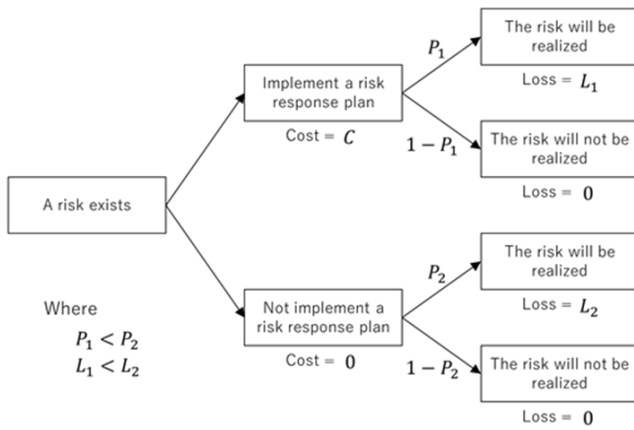 A risk exists
Where
P₁ < P₂
L₁ < L₂
Implement a risk
response plan
Cost = C
P₁
1 − P₁
The risk will be
realized
Loss = L₁
The risk will not be
realized
Loss = 0
Not implement a
risk response plan
Cost = 0
P₂
1 − P₂
The risk will be
realized
Loss = L₂
The risk will not be
realized
Loss = 0